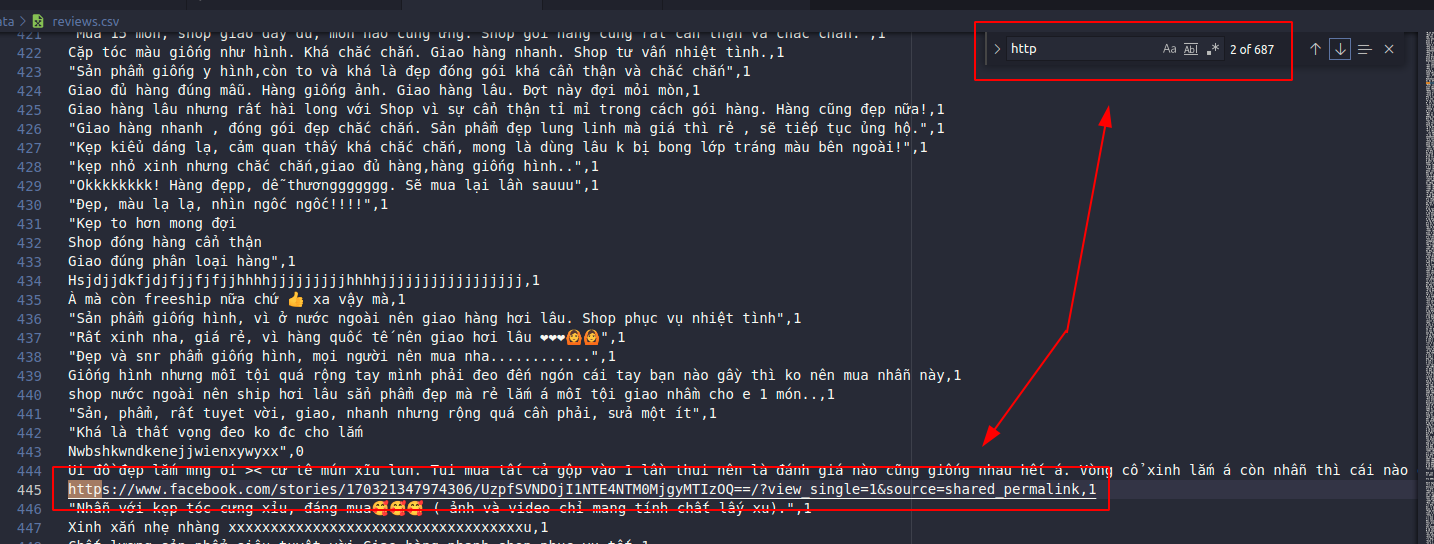 ata > reviews.csv
http Aa Abl .* 2 of 687
421 "Mua 15 món, shop giao đầy đủ, món nào cũng ưng. Shop gói hàng cũng rất cẩn thận và chắc chắn.",1
422 Cặp tóc màu giống như hình. Khá chắc chắn. Giao hàng nhanh. Shop tư vấn nhiệt tình.,1
423 "Sản phẩm giống y hình,còn to và khá là đẹp đóng gói khá cẩn thận và chắc chắn",1
424 Giao đủ hàng đúng mẫu. Hàng giống ảnh. Giao hàng lâu. Đợt này đợi mỏi mòn,1
425 Giao hàng lâu nhưng rất hài long với Shop vì sự cẩn thận tỉ mỉ trong cách gói hàng. Hàng cũng đẹp nữa!,1
426 "Giao hàng nhanh , đóng gói đẹp chắc chắn. Sản phẩm đẹp lung linh mà giá thì rẻ , sẽ tiếp tục ủng hộ.",1
427 "Kẹp kiểu dáng lạ, cảm quan thấy khá chắc chắn, mong là dùng lâu k bị bong lớp tráng màu bên ngoài!",1
428 "kẹp nhỏ xinh nhưng chắc chắn,giao đủ hàng,hàng giống hình..",1
429 "Okkkkkkkk! Hàng đẹpp, dễ thươnggggggg. Sẽ mua lại lần sauuu",1
430 "Đẹp, màu lạ lạ, nhìn ngốc ngốc!!!!",1
431 "Kẹp to hơn mong đợi
432 Shop đóng hàng cẩn thận
433 Giao đúng phân loại hàng",1
434 Hsjdjjdkfjdjfjjfjfjjhhhhjjjjjjjjjhhhhjjjjjjjjjjjjjjjjj,1
435 À mà còn freeship nữa chứ 👍 xa vậy mà,1
436 "Sản phẩm giống hình, vì ở nước ngoài nên giao hàng hơi lâu. Shop phục vụ nhiệt tình",1
437 "Rất xinh nha, giá rẻ, vì hàng quốc tế nên giao hơi lâu ❤❤❤🙆🙆",1
438 "Đẹp và snr phẩm giống hình, mọi người nên mua nha............",1
439 Giống hình nhưng mỗi tội quá rộng tay mình phải đeo đến ngón cái tay bạn nào gầy thì ko nên mua nhẫn này,1
440 shop nước ngoài nên ship hơi lâu sản phẩm đẹp mà rẻ lắm á mỗi tội giao nhầm cho e 1 món..,1
441 "Sản, phẩm, rất tuyet vời, giao, nhanh nhưng rộng quá cần phải, sửa một ít",1
442 "Khá là thất vọng đeo ko đc cho lắm
443 Nwbshkwndkenejjwienxywyxx",0
444 Ui đồ đẹp lắm mng ơi >< cứ tê mún xĩu lun. Tui mua tất cả gộp vào 1 lần thui nên là đánh giá nào cũng giống nhau hết á. Vòng cổ xinh lắm á còn nhẫn thì cái nào
445 https://www.facebook.com/stories/170321347974306/UzpfSVNDOjI1NTE4NTM0MjgyMTIzOQ==/?view_single=1&source=shared_permalink,1
446 "Nhẫn với kẹp tóc cưng xỉu, đáng mua🥰🥰🥰 ( ảnh và video chỉ mang tính chất lấy xu).",1
447 Xinh xắn nhẹ nhàng xxxxxxxxxxxxxxxxxxxxxxxxxxxxxxxxxxxu,1